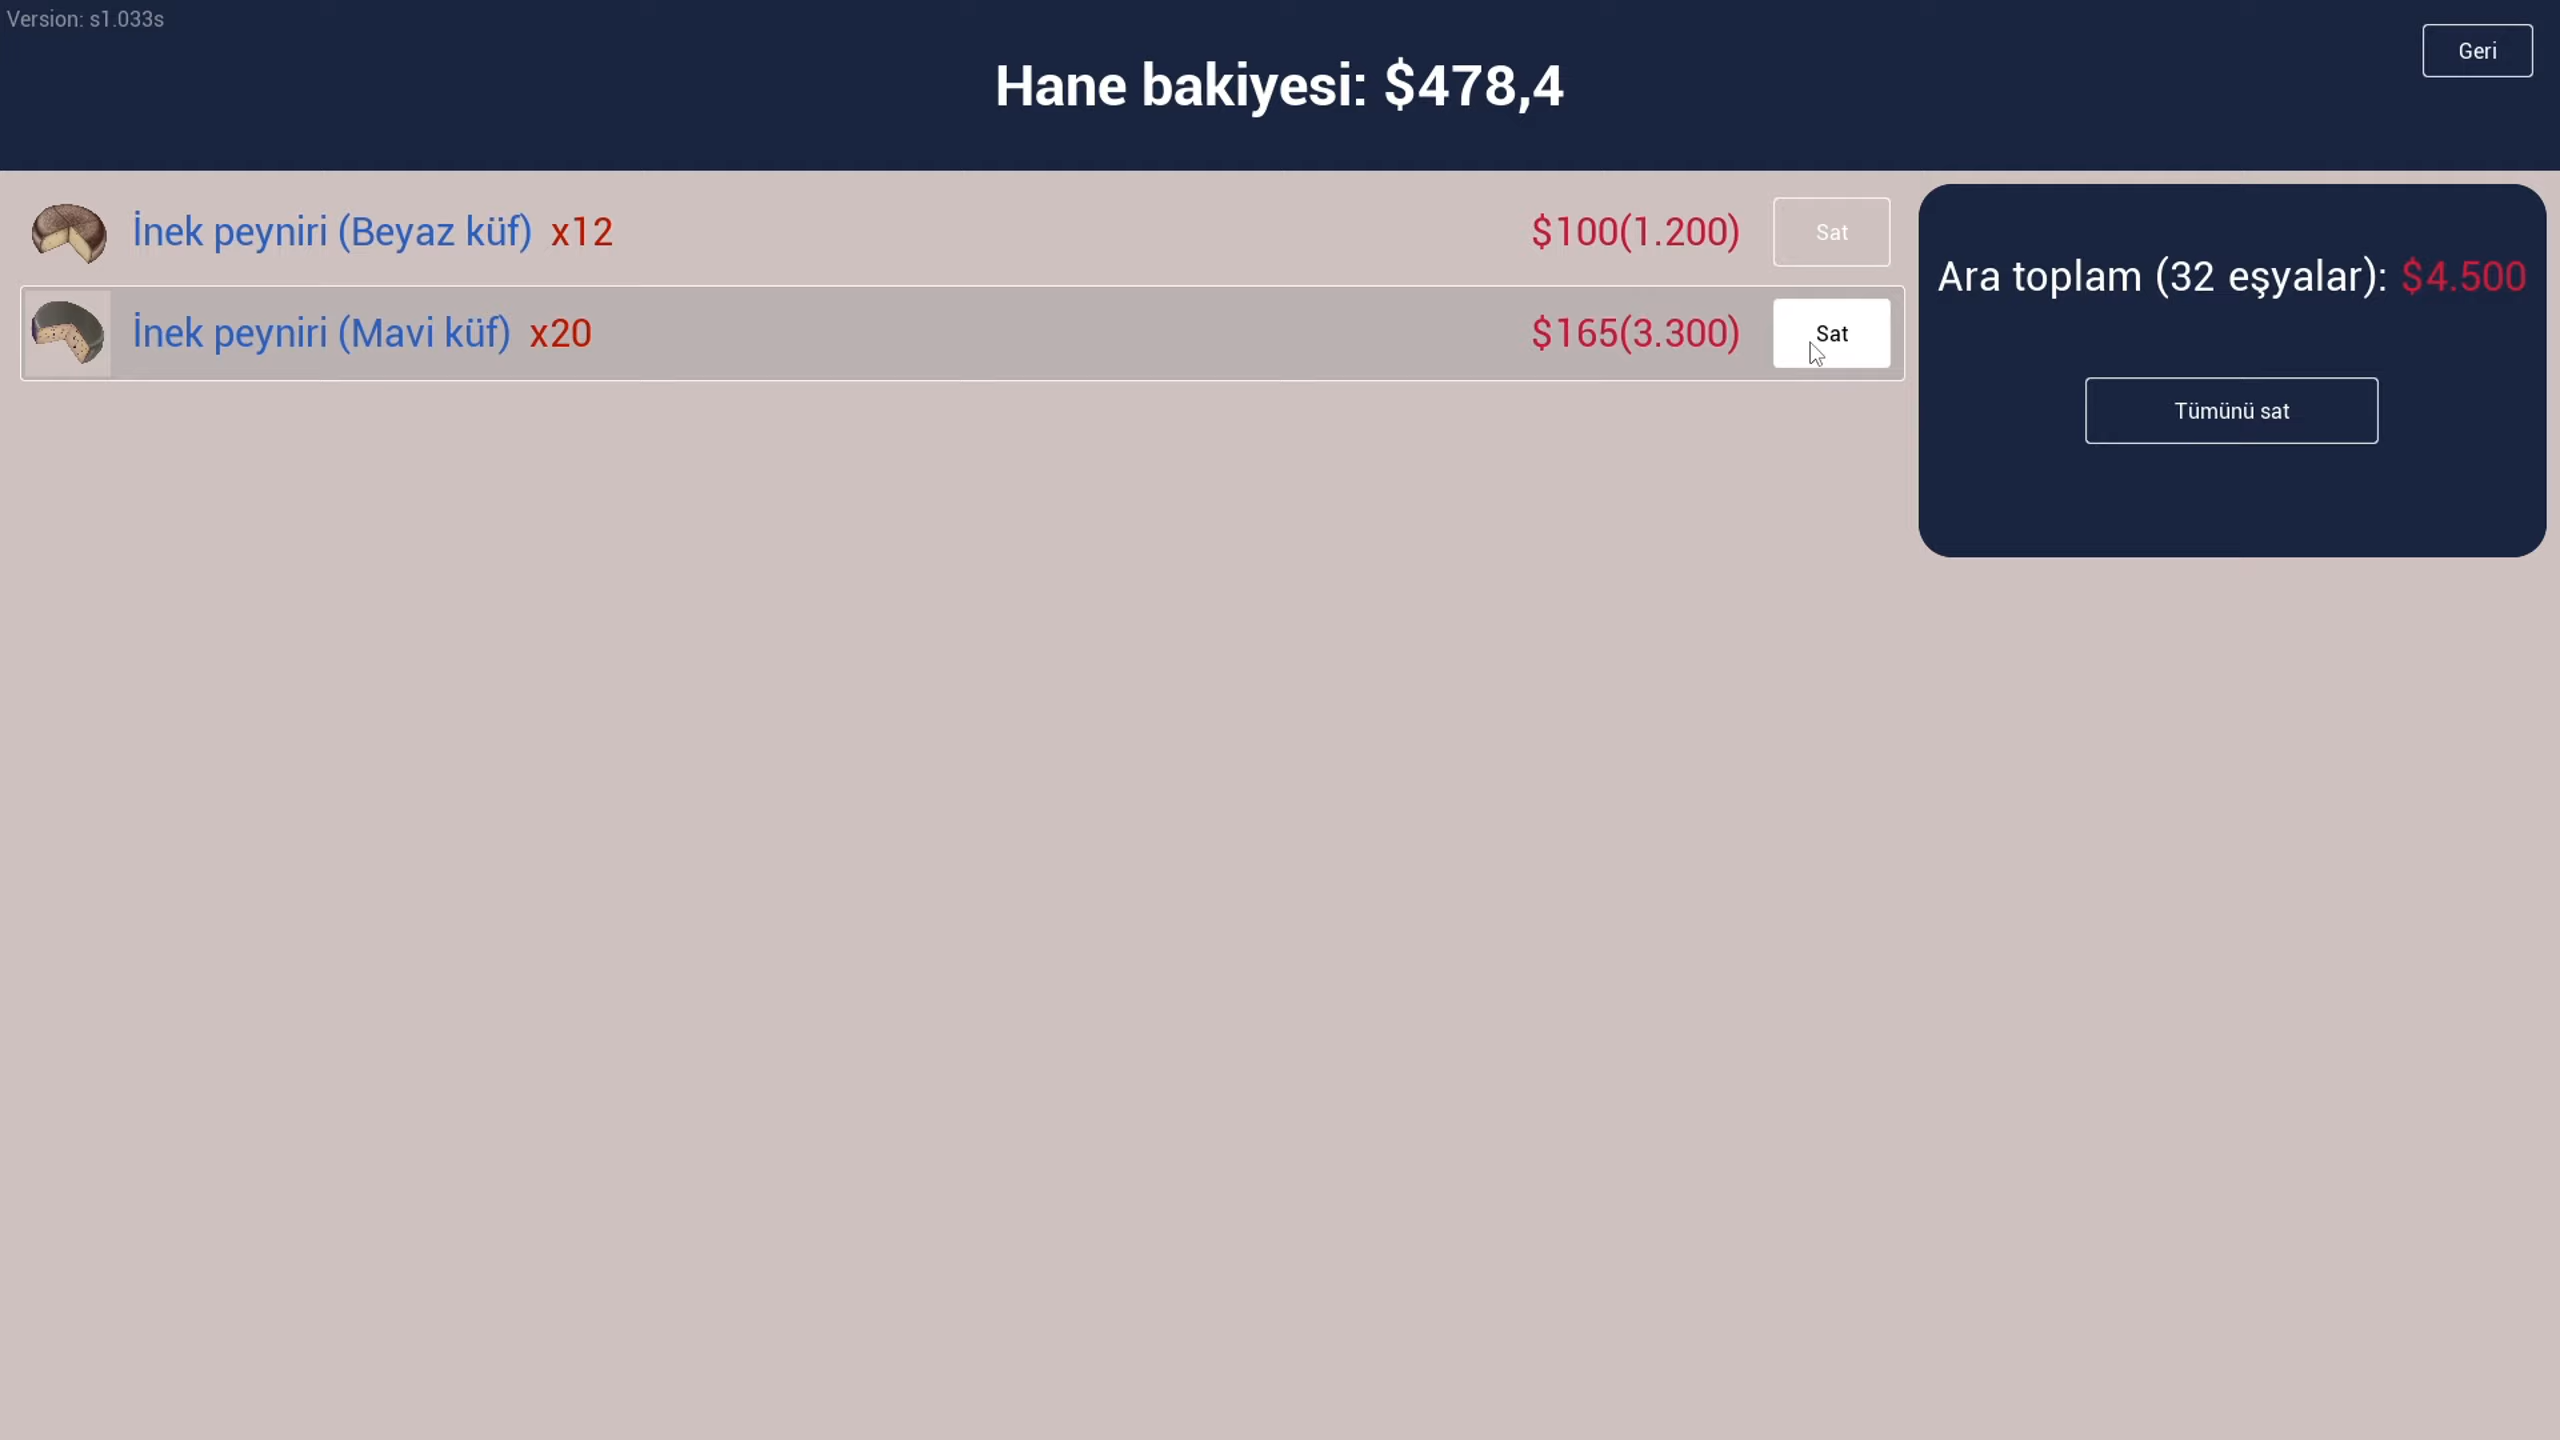 Version: s1.033s
Geri
Hane bakiyesi: $478,4
İnek peyniri (Beyaz küf) x12 $100(1.200) Sat
İnek peyniri (Mavi küf) x20 $165(3.300) Sat
Ara toplam (32 eşyalar): $4.500
Tümünü sat